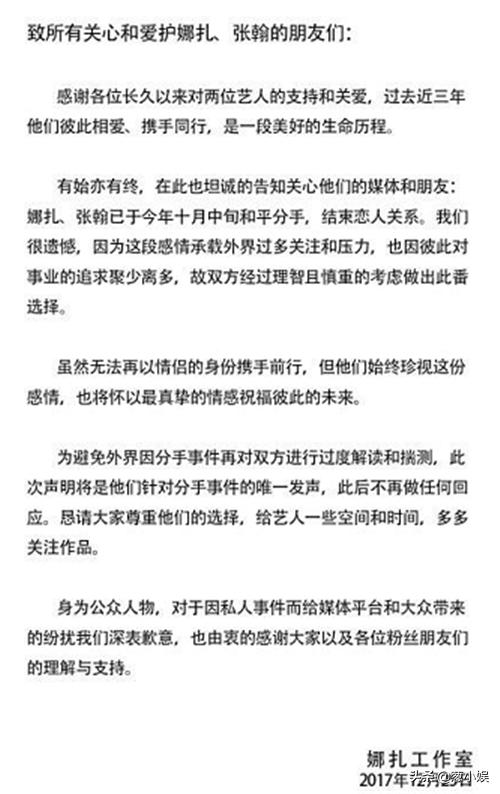 致所有关心和爱护娜扎、张翰的朋友们：
感谢各位长久以来对两位艺人的支持和关爱，过去近三年
他们彼此相爱、携手同行，是一段美好的生命历程。
有始亦有终，在此也坦诚的告知关心他们的媒体和朋友：
娜扎、张翰已于今年十月中旬和平分手，结束恋人关系。我们
很遗憾，因为这段感情承载外界过多关注和压力，也因彼此对
事业的追求聚少离多，故双方经过理智且慎重的考虑做出此番
选择。
虽然无法再以情侣的身份携手前行，但他们始终珍视这份
感情，也将怀以最真挚的情感祝福彼此的未来。
为避免外界因分手事件再对双方进行过度解读和揣测，此
次声明将是他们针对分手事件的唯一发声，此后不再做任何回
应。恳请大家尊重他们的选择，给艺人一些空间和时间，多多
关注作品。
身为公众人物，对于因私人事件而给媒体平台和大众带来
的纷扰我们深表歉意，也由衷的感谢大家以及各位粉丝朋友们
的理解与支持。
娜扎工作室
2017年12月25日
头条@蔡小娱